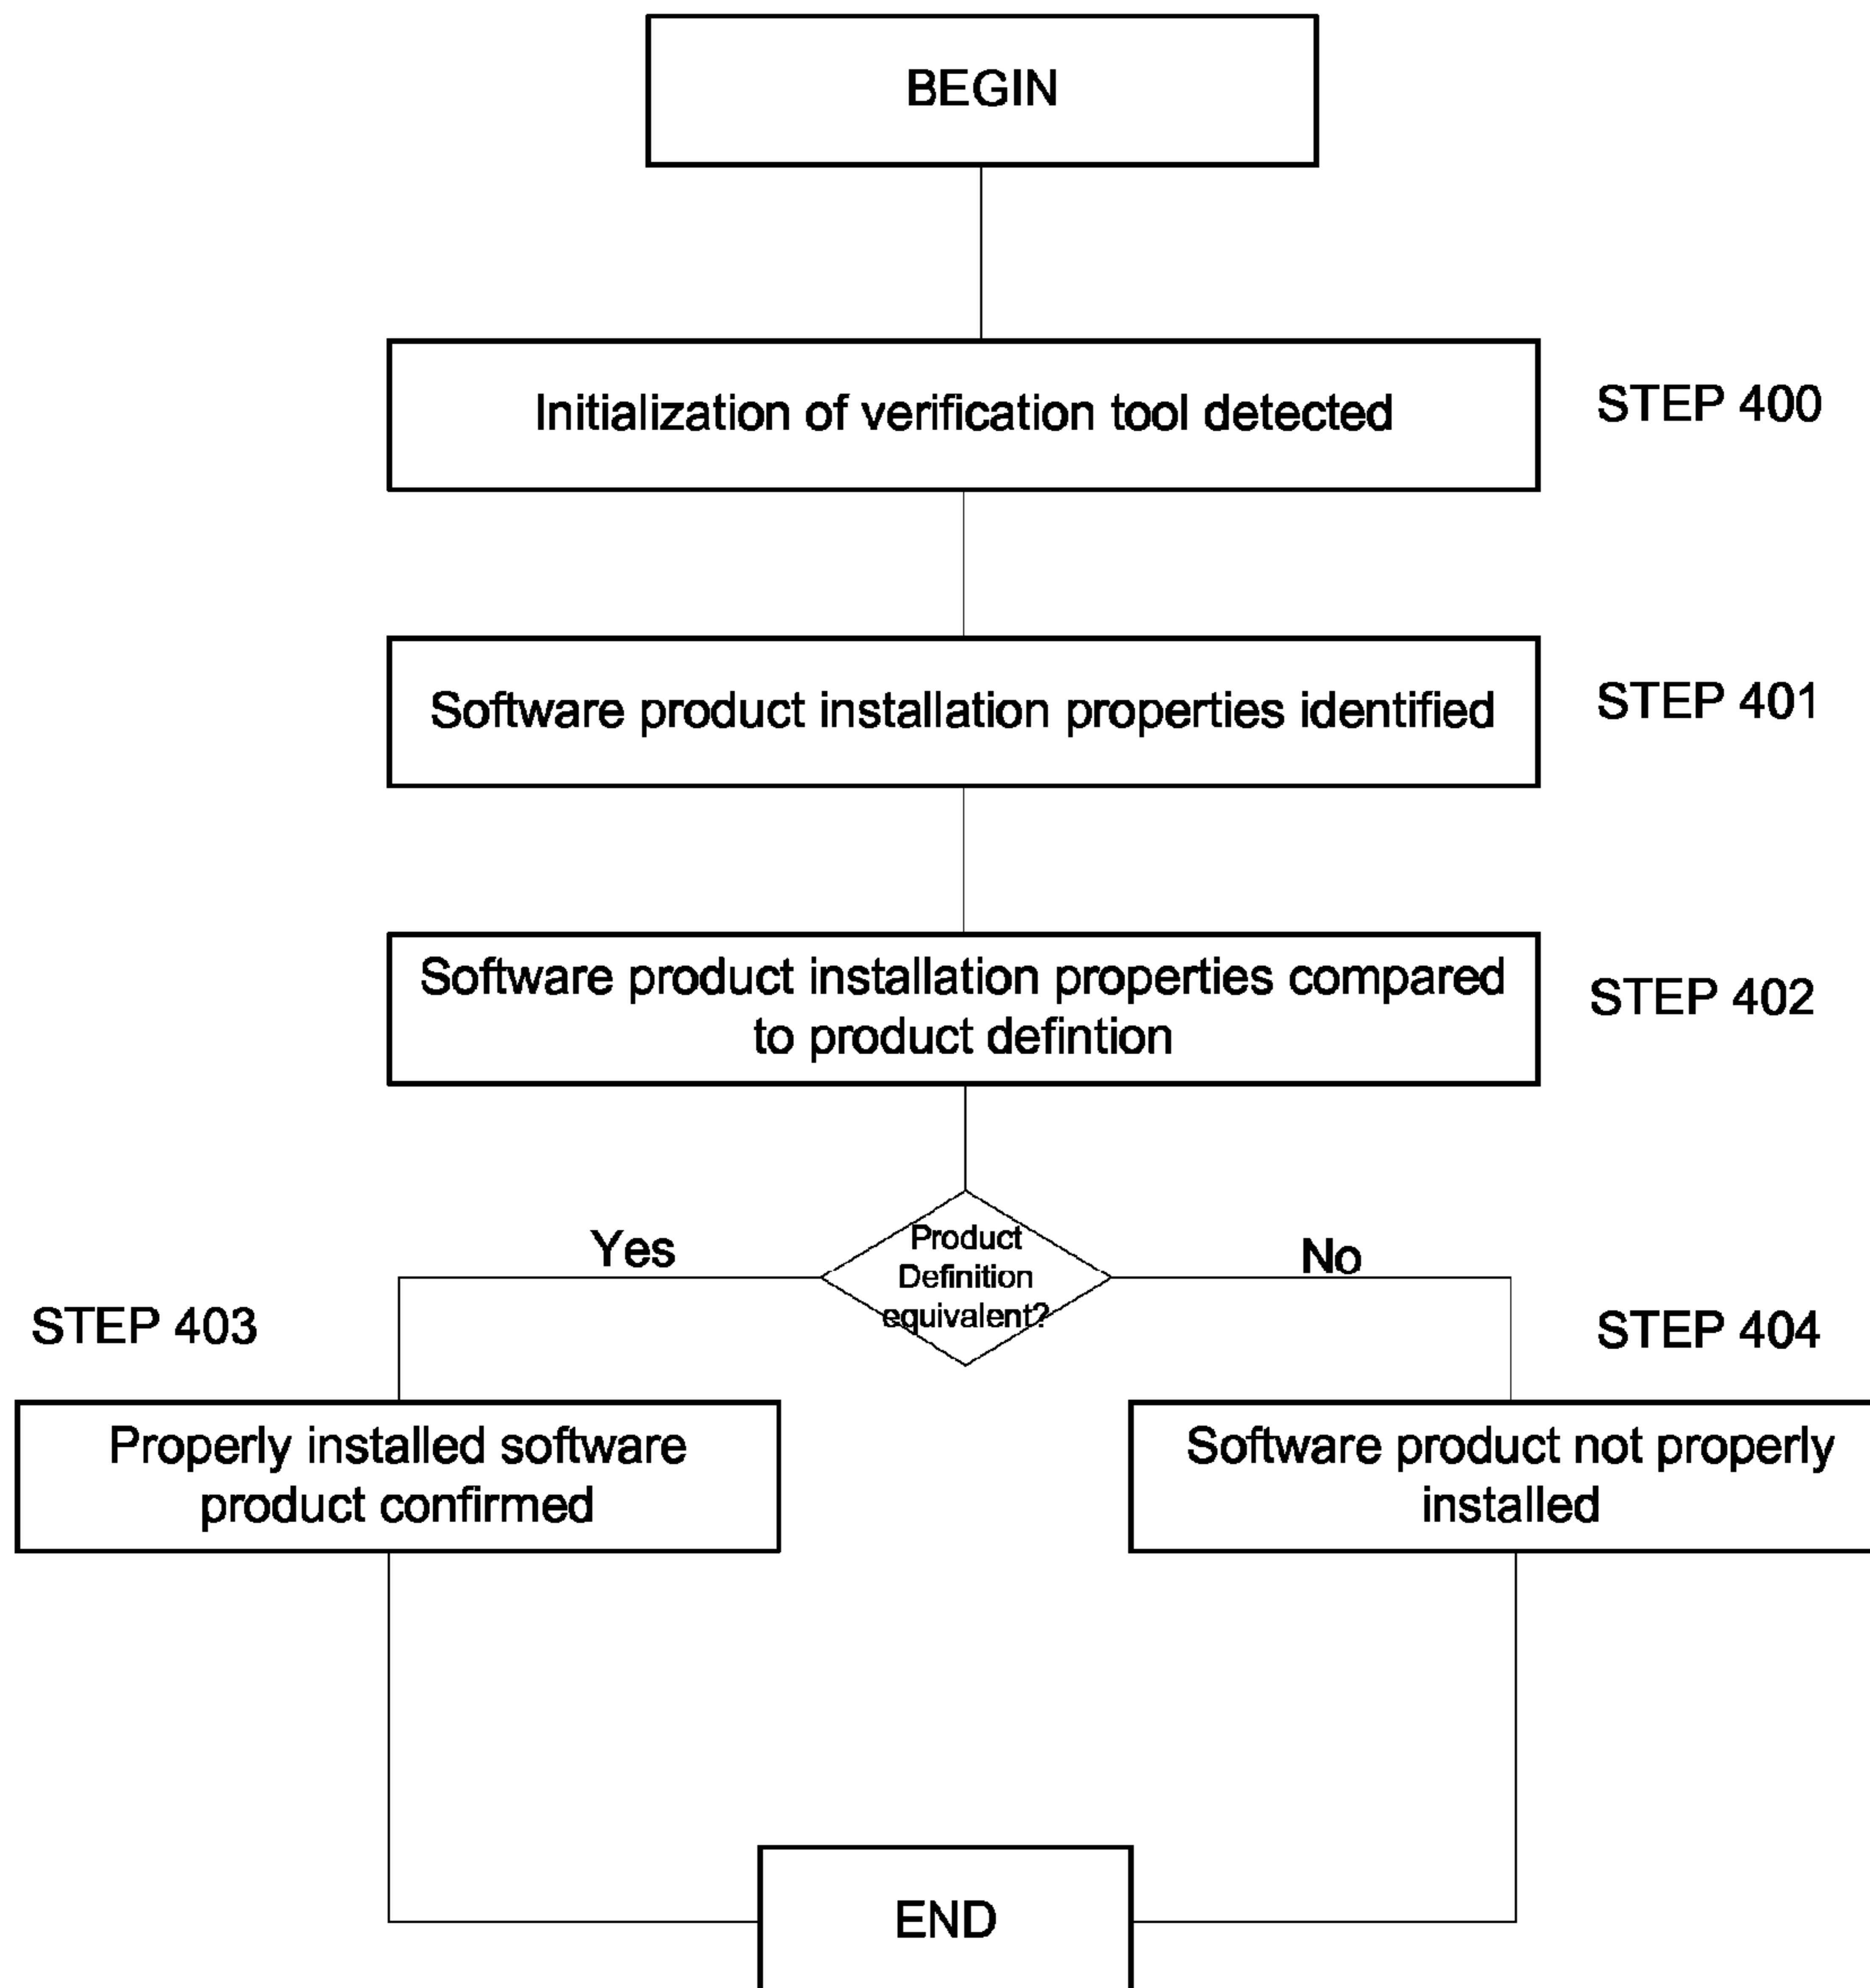 BEGIN
Initialization of verification tool detected
STEP 400
Software product installation properties identified
STEP 401
Software product installation properties compared
to product defintion
STEP 402
Product
Definition
equivalent?
Yes
No
STEP 403
STEP 404
Properly installed software
product confirmed
Software product not properly
installed
END